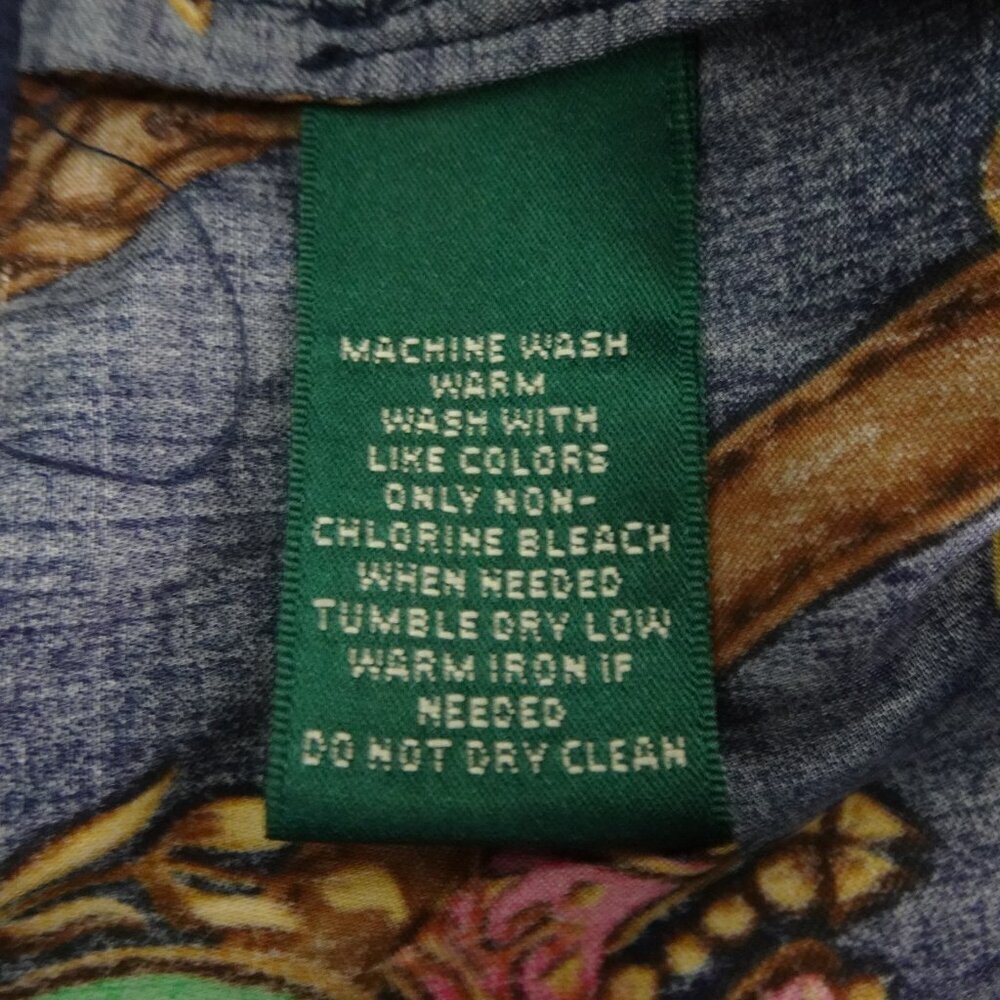 MACHINE WASH
WARM
WASH WITH
LIKE COLORS
ONLY NON-
CHLORINE BLEACH
WHEN NEEDED
TUMBLE DRY LOW
WARM IRON IF
NEEDED
DO NOT DRY CLEAN